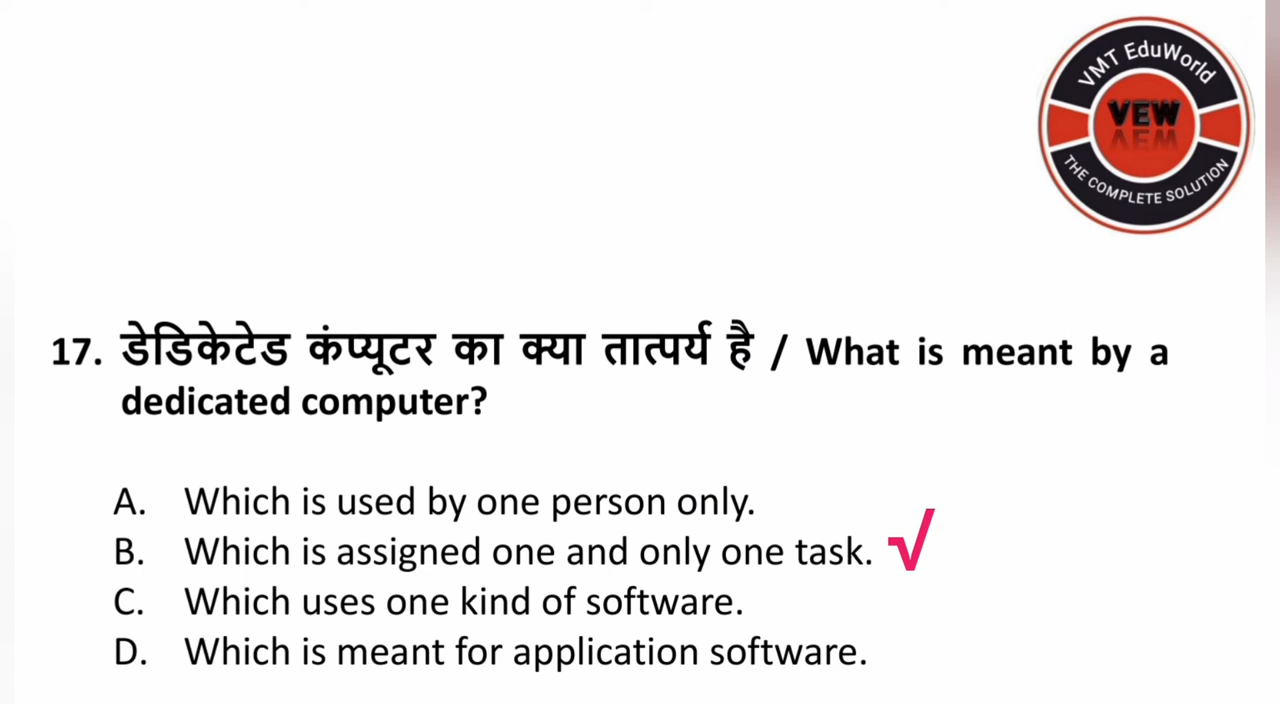 VMT EduWorld
VEW
THE COMPLETE SOLUTION
17. डेडिकेटेड कंप्यूटर का क्या तात्पर्य है / What is meant by a
dedicated computer?
A. Which is used by one person only.
B. Which is assigned one and only one task. √
C. Which uses one kind of software.
D. Which is meant for application software.